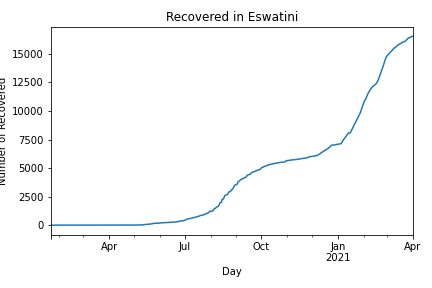 Recovered in Eswatini
Number of Recovered
15000
12500
10000
7500
5000
2500
0
Apr
Jul
Oct
Jan
2021
Apr
Day